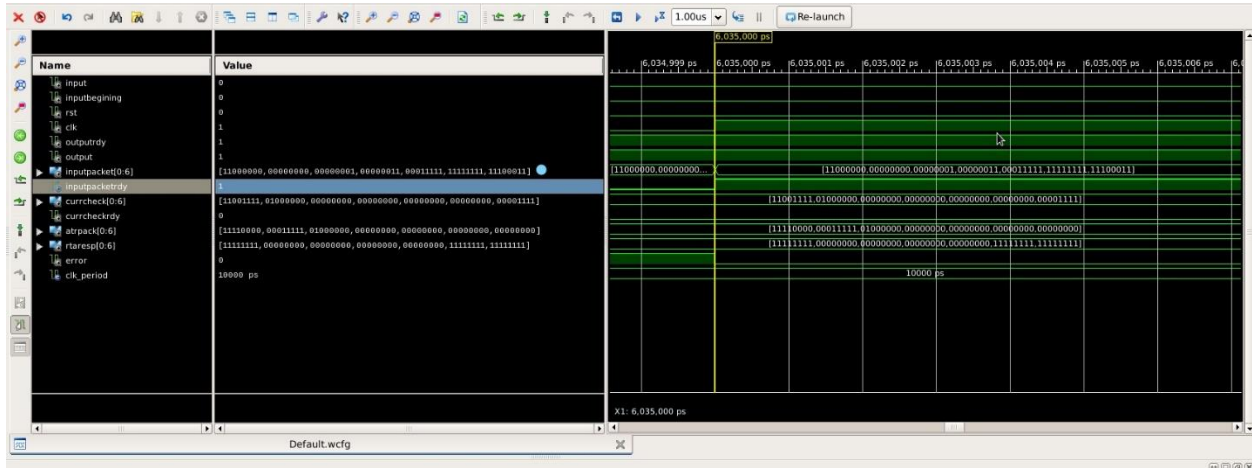 1.00us Re-launch
6,035,000 ps
Name Value
6,034,999 ps 6,035,000 ps 6,035,001 ps 6,035,002 ps 6,035,003 ps 6,035,004 ps 6,035,005 ps 6,035,006 ps
input 0
inputbegining 0
rst 0
clk 1
outputrdy 1
output 1
inputpacket[0:6] [11000000,00000000,00000001,00000011,00011111,11111111,11100011] [11000000,00000000... [11000000,00000000,00000001,00000011,00011111,11111111,11100011]
inputpacketrdy 1
currcheck[0:6] [11001111,01000000,00000000,00000000,00000000,00000000,00001111] [11001111,01000000,00000000,00000000,00000000,00000000,00001111]
currcheckrdy 0
atrpack[0:6] [11110000,00011111,01000000,00000000,00000000,00000000,00000000] [11110000,00011111,01000000,00000000,00000000,00000000,00000000]
rtaresp[0:6] [11111111,00000000,00000000,00000000,00000000,11111111,11111111] [11111111,00000000,00000000,00000000,00000000,11111111,11111111]
error 0
clk_period 10000 ps 10000 ps
X1: 6,035,000 ps
Default.wcfg